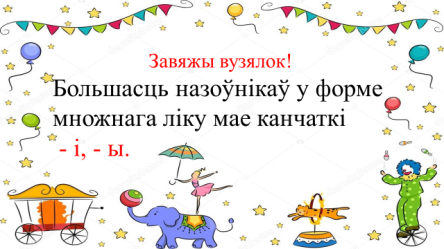 Завяжы вузялок!
Большасць назоўнікаў у форме
множнага ліку мае канчаткі
- і, - ы.